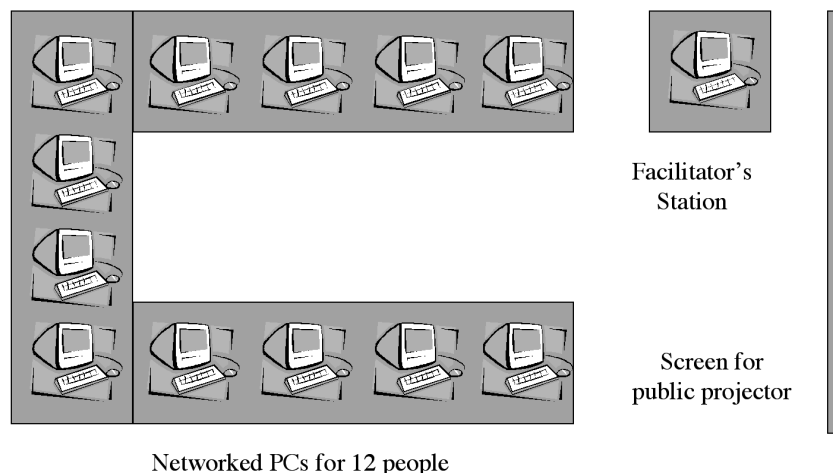 Facilitator's
Station
Screen for
public projector
Networked PCs for 12 people